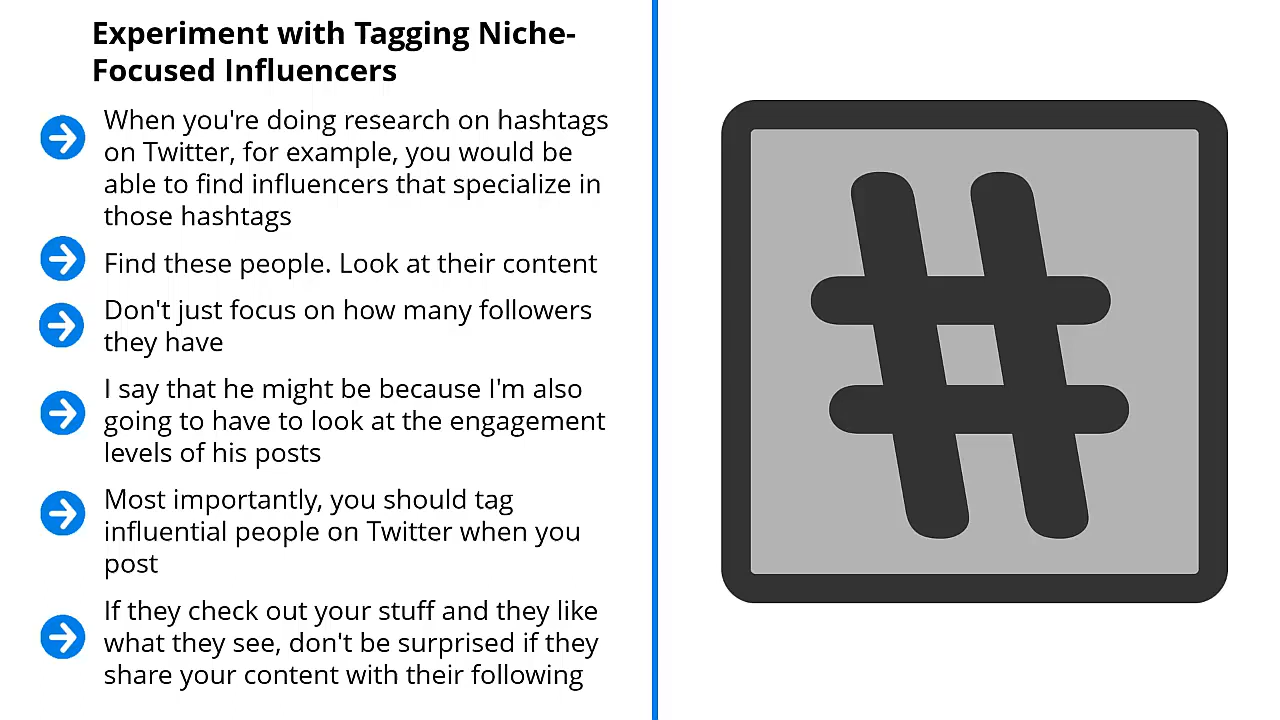 Experiment with Tagging Niche-
Focused Influencers
When you're doing research on hashtags
on Twitter, for example, you would be
able to find influencers that specialize in
those hashtags
Find these people. Look at their content
Don't just focus on how many followers
they have
I say that he might be because I'm also
going to have to look at the engagement
levels of his posts
Most importantly, you should tag
influential people on Twitter when you
post
If they check out your stuff and they like
what they see, don't be surprised if they
share your content with their following
#